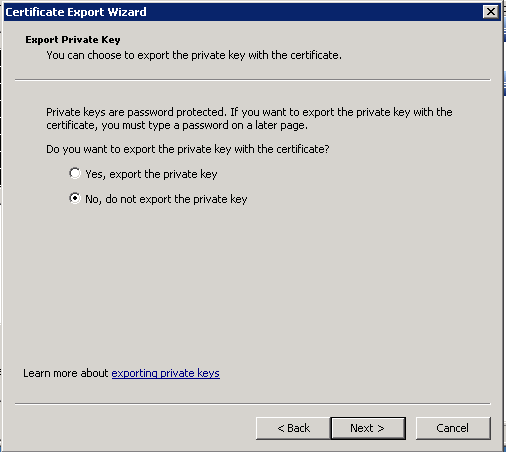 Certificate Export Wizard
Export Private Key
You can choose to export the private key with the certificate.
Private keys are password protected. If you want to export the private key with the
certificate, you must type a password on a later page.
Do you want to export the private key with the certificate?
Yes, export the private key
No, do not export the private key
Learn more about exporting private keys
< Back
Next >
Cancel